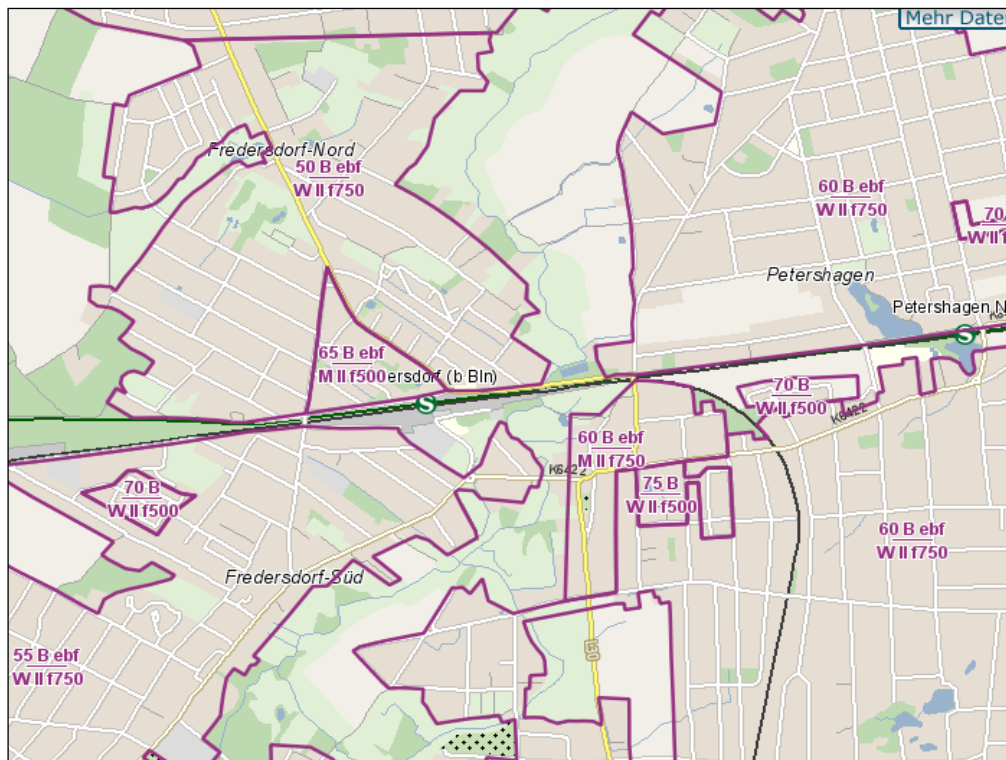 Mehr Date
Fredersdorf-Nord
50 B ebf
W II f750
60 B ebf
W II f750
70
W II f
Petershagen
Petershagen N
65 B ebf
M II f500
ersdorf (b Bln)
S
S
70 B
W II f500
K6422
60 B ebf
M II f750
K6422
70 B
W II f500
75 B
W II f500
60 B ebf
W II f750
Fredersdorf-Süd
55 B ebf
W II f750
L30